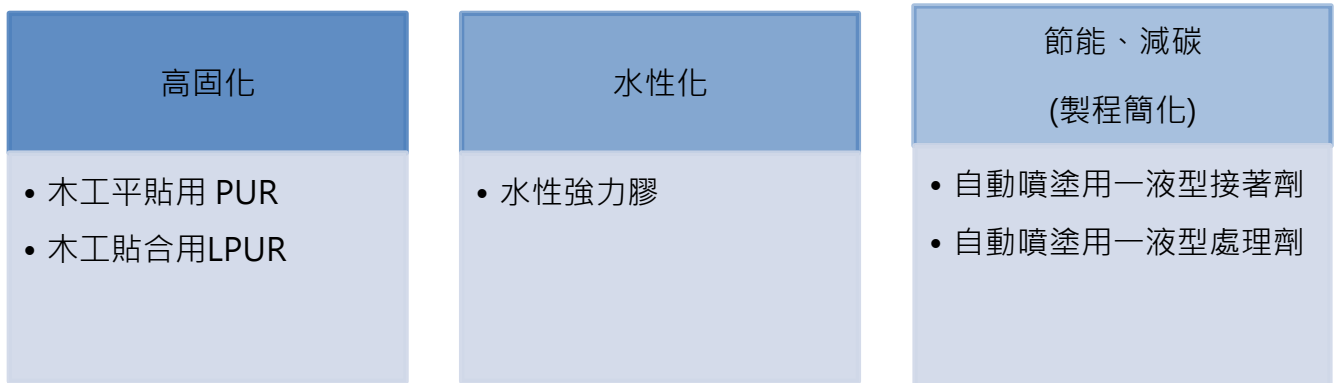 高固化
• 木工平貼用 PUR
• 木工貼合用LPUR
水性化
• 水性強力膠
節能、減碳
(製程簡化)
• 自動噴塗用一液型接著劑
• 自動噴塗用一液型處理劑